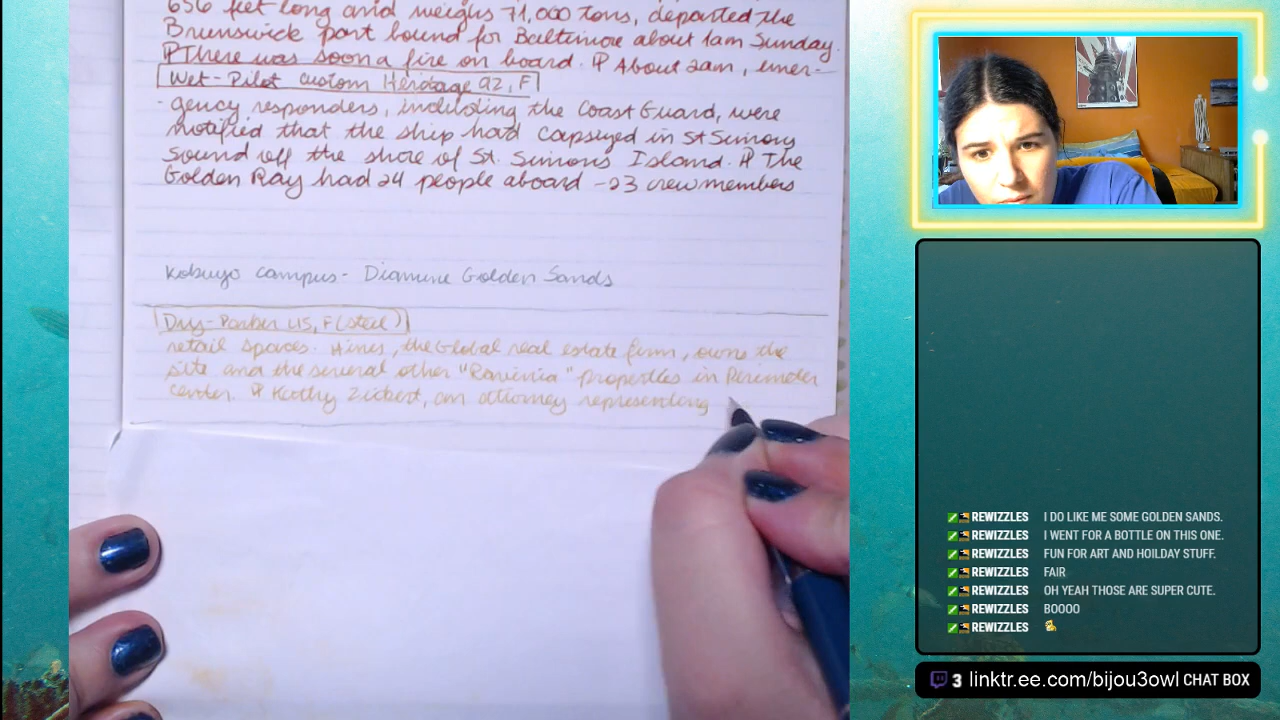 656 feet long and weighs 71,000 tons, departed the
Brunswick port bound for Baltimore about 1am Sunday.
¶ There was soon a fire on board. ¶ About 2am, emer-
Wet-Pilot Custom Heritage 92, F
gency responders, including the Coast Guard, were
notified that the ship had capsyzed in St Simons
Sound off the shore of St. Simons Island. ¶ The
Golden Ray had 24 people aboard - 23 crewmembers
Kobuyo campus - Diamine Golden Sands
Dry-Parker US, F (steel)
retail spaces. Hines, the Global real estate firm, owns the
site and the several other "Ravinia" properties in Perimeter
center. ¶ Kathy Zickert, an attorney representing
REWIZZLES I DO LIKE ME SOME GOLDEN SANDS.
REWIZZLES I WENT FOR A BOTTLE ON THIS ONE.
REWIZZLES FUN FOR ART AND HOILDAY STUFF.
REWIZZLES FAIR
REWIZZLES OH YEAH THOSE ARE SUPER CUTE.
REWIZZLES BOOOO
REWIZZLES
3 linktr.ee.com/bijou3owl CHAT BOX